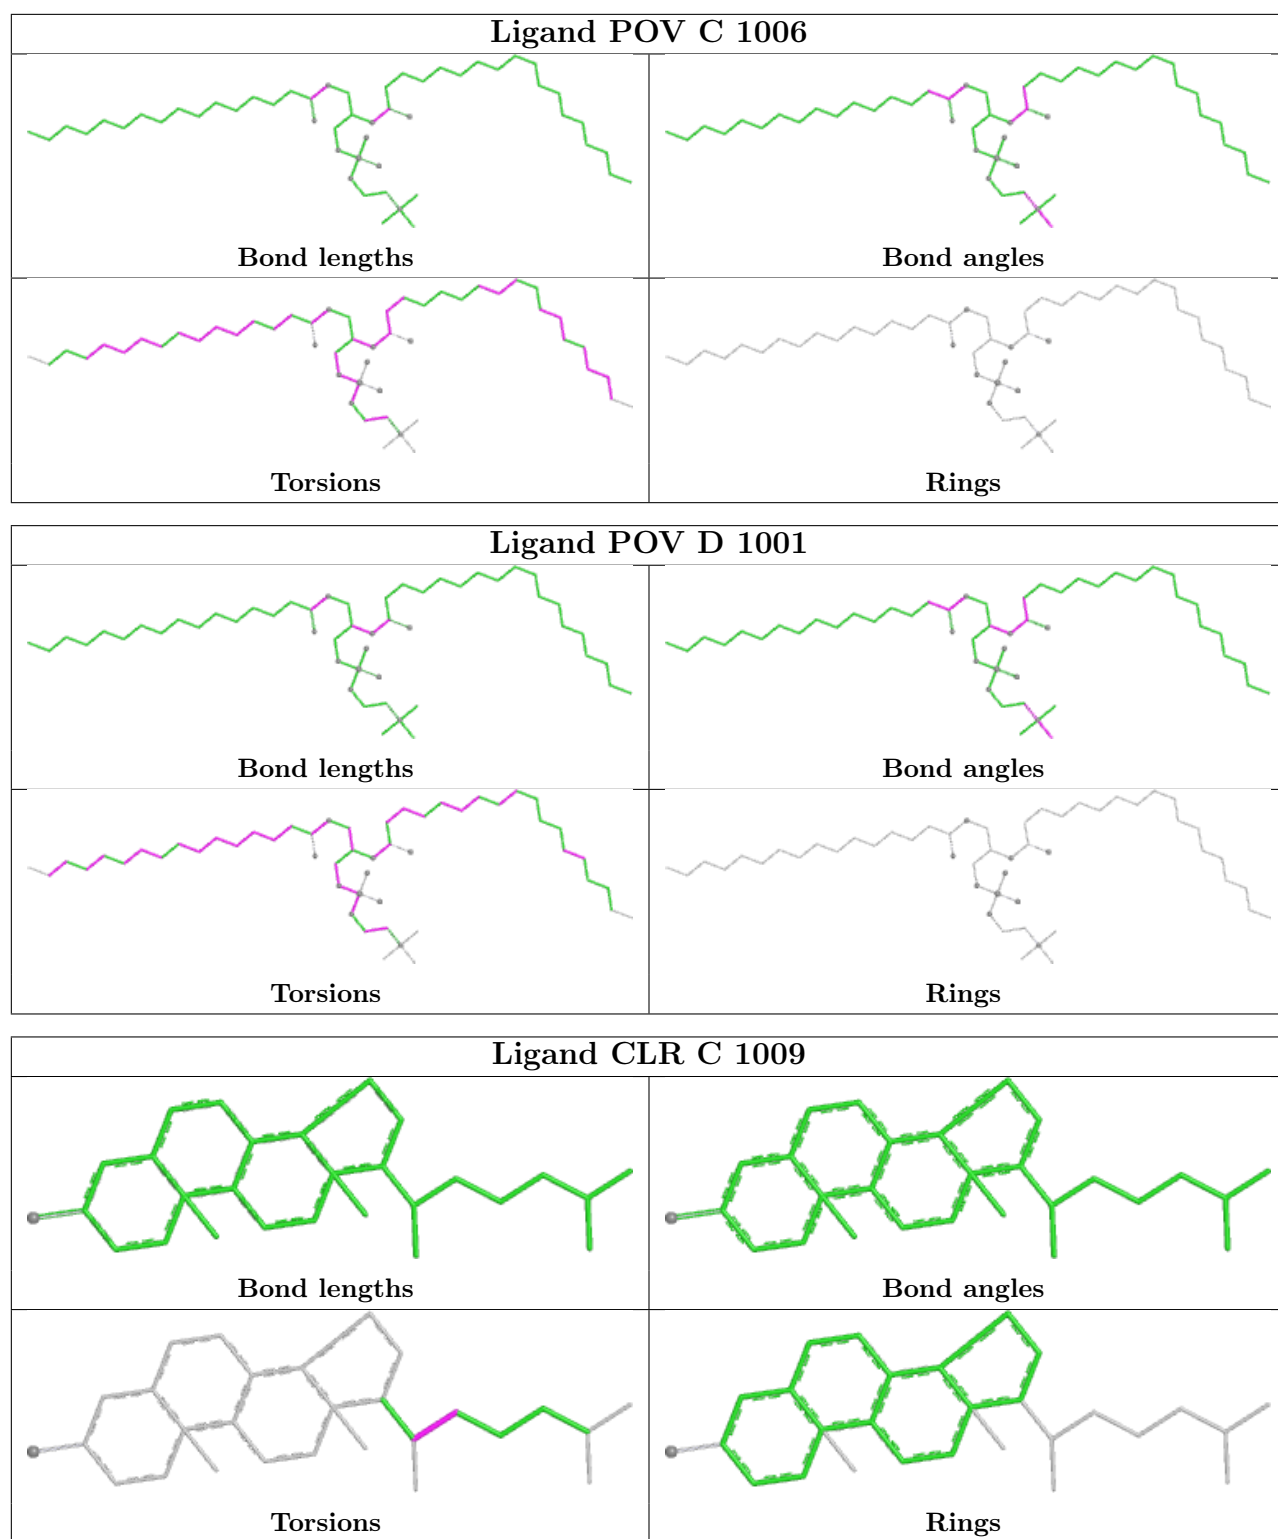 Ligand POV C 1006
Bond lengths
Bond angles
Torsions
Rings
Ligand POV D 1001
Bond lengths
Bond angles
Torsions
Rings
Ligand CLR C 1009
Bond lengths
Bond angles
Torsions
Rings